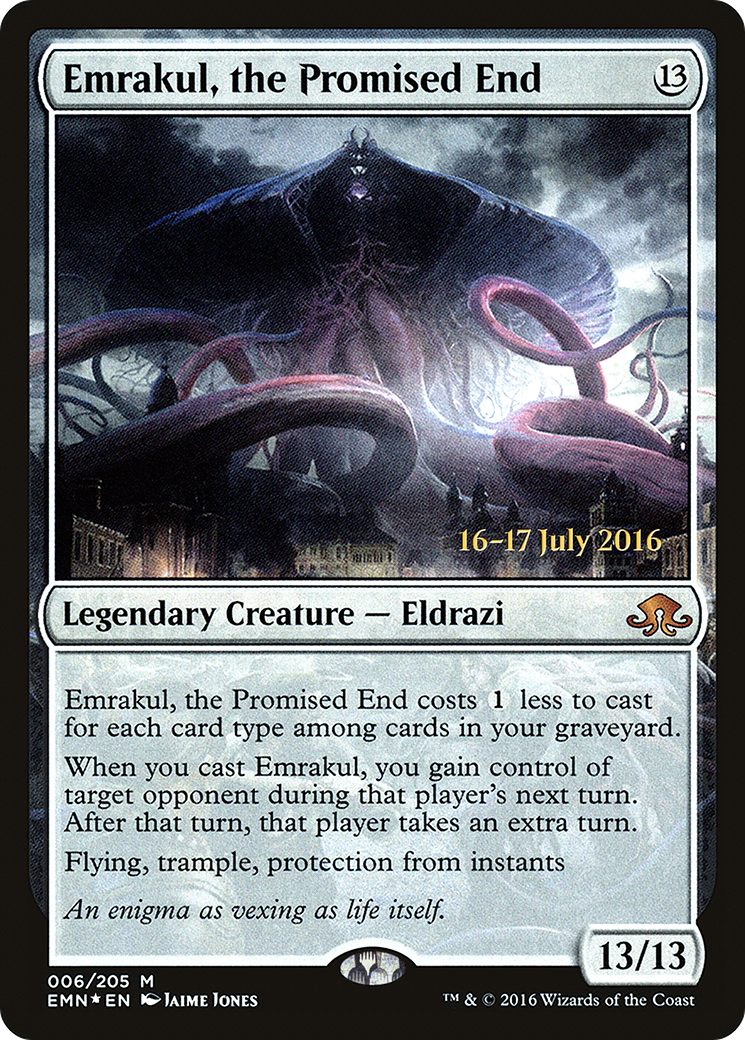 Emrakul, the Promised End 13
16–17 July 2016
Legendary Creature — Eldrazi
Emrakul, the Promised End costs 1 less to cast
for each card type among cards in your graveyard.
When you cast Emrakul, you gain control of
target opponent during that player's next turn.
After that turn, that player takes an extra turn.
Flying, trample, protection from instants
An enigma as vexing as life itself.
13/13
006/205 M
EMN★EN Jaime Jones ™ & © 2016 Wizards of the Coast